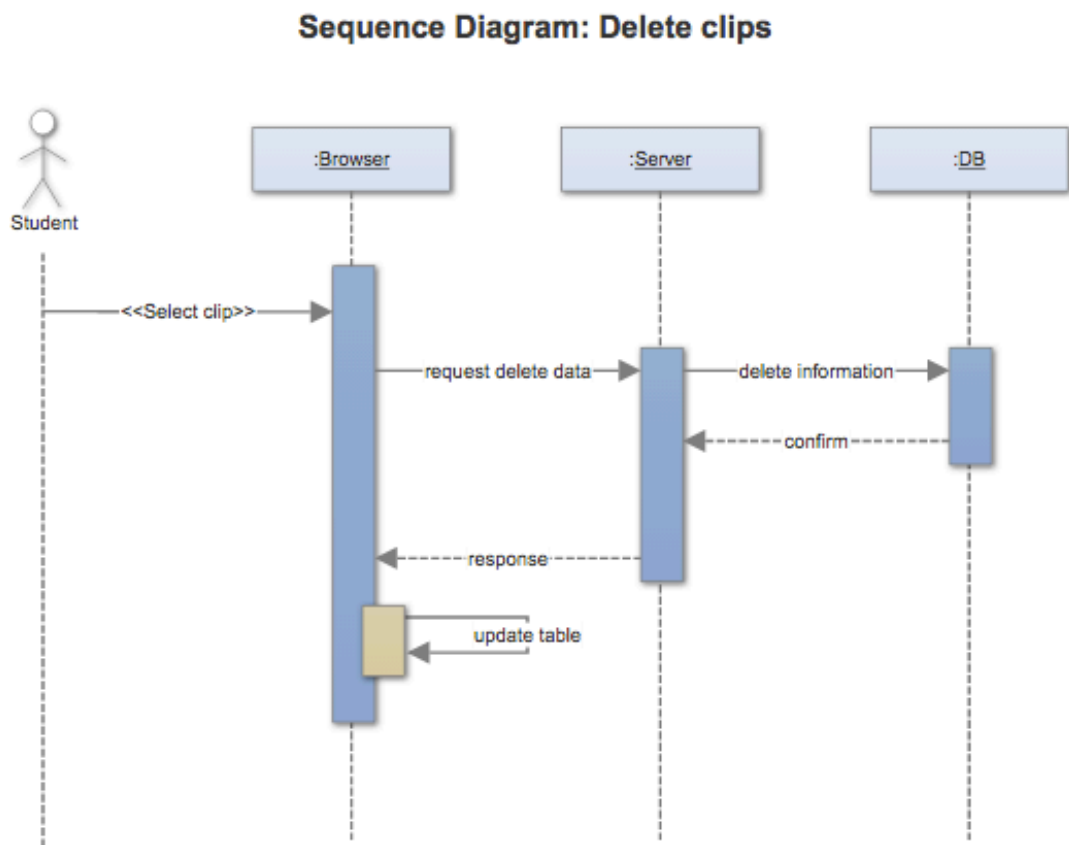 Sequence Diagram: Delete clips
:Browser
:Server
:DB
Student
<<Select clip>>
request delete data
delete information
confirm
response
update table